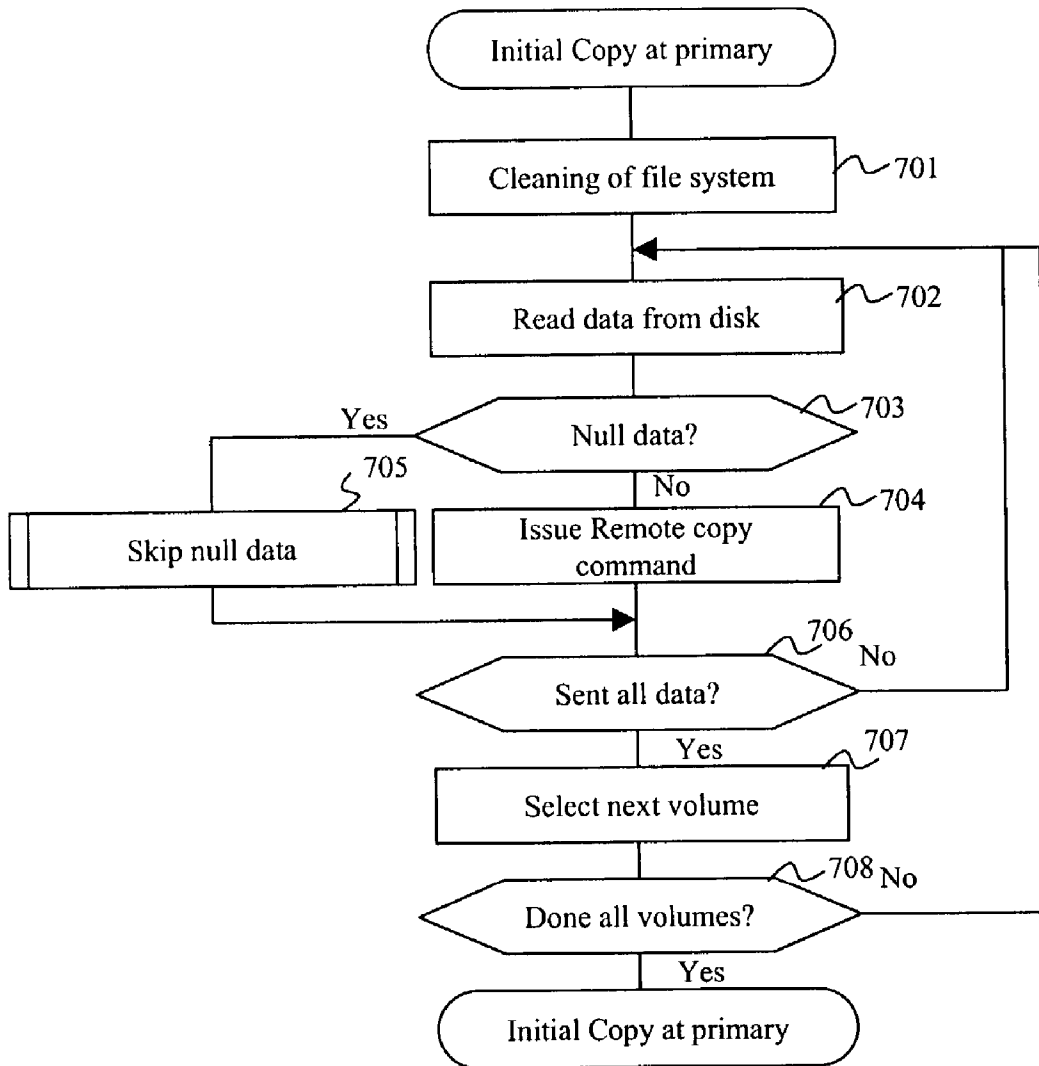 Initial Copy at primary
Cleaning of file system
701
Read data from disk
702
Yes
Null data?
703
705
No
704
Skip null data
Issue Remote copy
command
706
No
Sent all data?
Yes
707
Select next volume
708
No
Done all volumes?
Yes
Initial Copy at primary